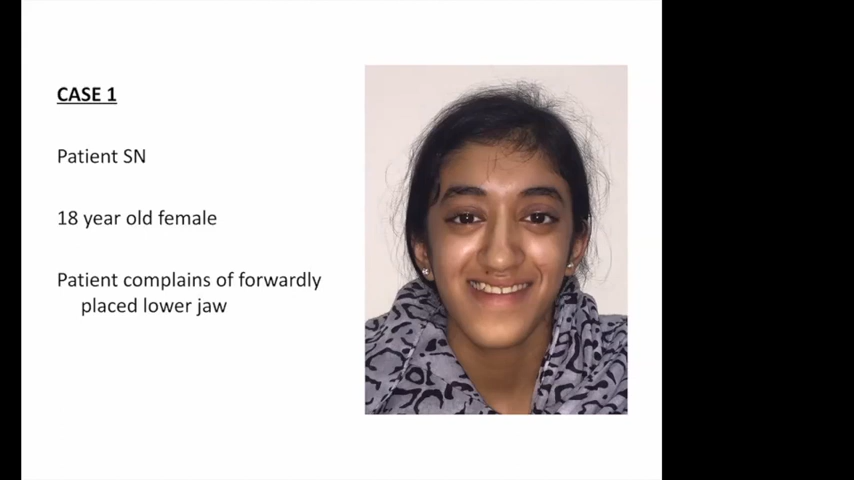 CASE 1
Patient SN
18 year old female
Patient complains of forwardly
placed lower jaw